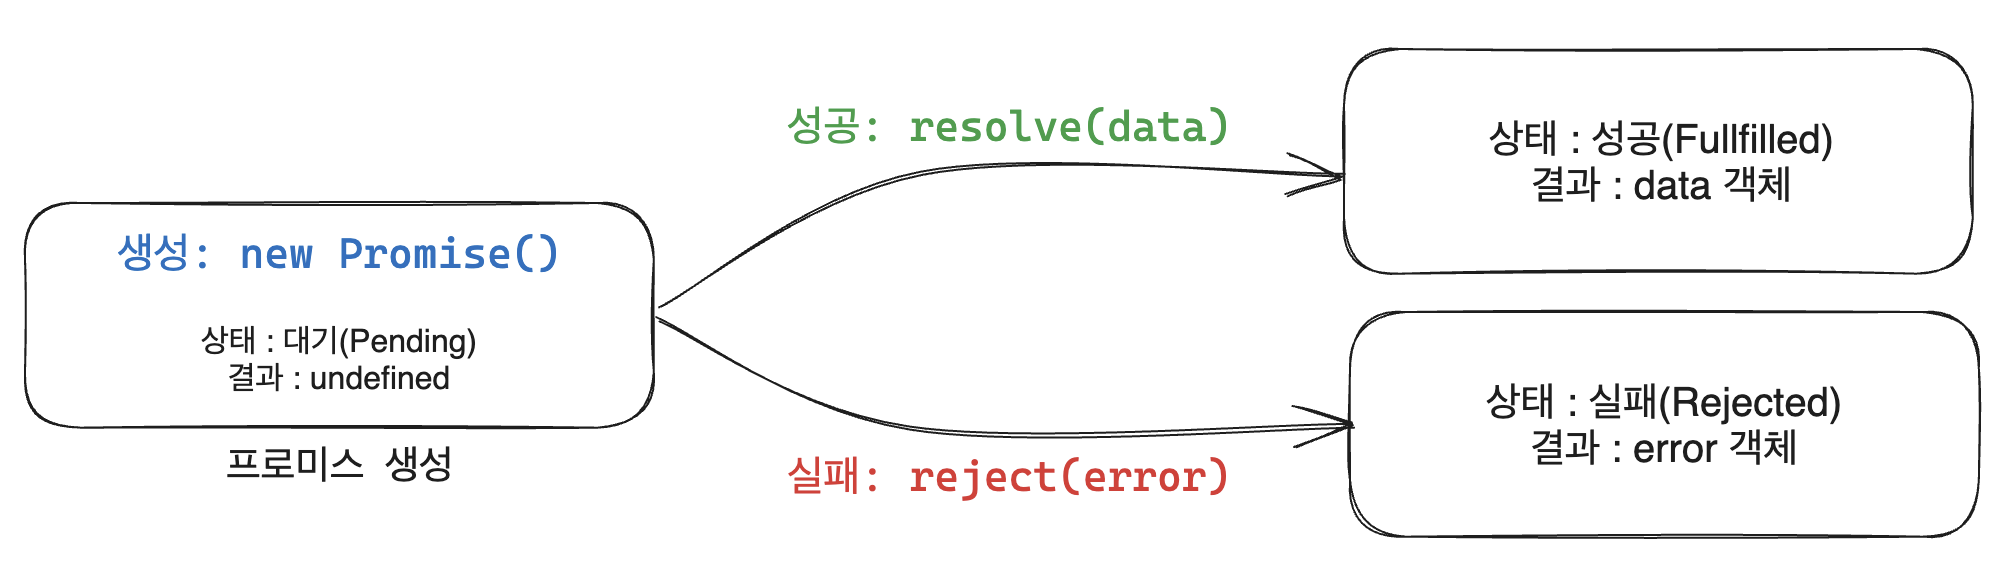 생성: new Promise()
상태 : 대기(Pending)
결과 : undefined
프로미스 생성
성공: resolve(data)
실패: reject(error)
상태 : 성공(Fullfilled)
결과 : data 객체
상태 : 실패(Rejected)
결과 : error 객체